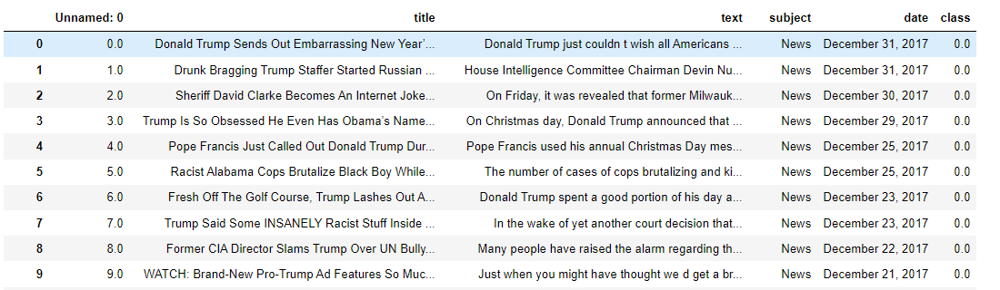 Unnamed: 0 title text subject date class
0 0.0 Donald Trump Sends Out Embarrassing New Year’... Donald Trump just couldn t wish all Americans ... News December 31, 2017 0.0
1 1.0 Drunk Bragging Trump Staffer Started Russian ... House Intelligence Committee Chairman Devin Nu... News December 31, 2017 0.0
2 2.0 Sheriff David Clarke Becomes An Internet Joke... On Friday, it was revealed that former Milwauk... News December 30, 2017 0.0
3 3.0 Trump Is So Obsessed He Even Has Obama’s Name... On Christmas day, Donald Trump announced that ... News December 29, 2017 0.0
4 4.0 Pope Francis Just Called Out Donald Trump Dur... Pope Francis used his annual Christmas Day mes... News December 25, 2017 0.0
5 5.0 Racist Alabama Cops Brutalize Black Boy While... The number of cases of cops brutalizing and ki... News December 25, 2017 0.0
6 6.0 Fresh Off The Golf Course, Trump Lashes Out A... Donald Trump spent a good portion of his day a... News December 23, 2017 0.0
7 7.0 Trump Said Some INSANELY Racist Stuff Inside ... In the wake of yet another court decision that... News December 23, 2017 0.0
8 8.0 Former CIA Director Slams Trump Over UN Bully... Many people have raised the alarm regarding th... News December 22, 2017 0.0
9 9.0 WATCH: Brand-New Pro-Trump Ad Features So Muc... Just when you might have thought we d get a br... News December 21, 2017 0.0